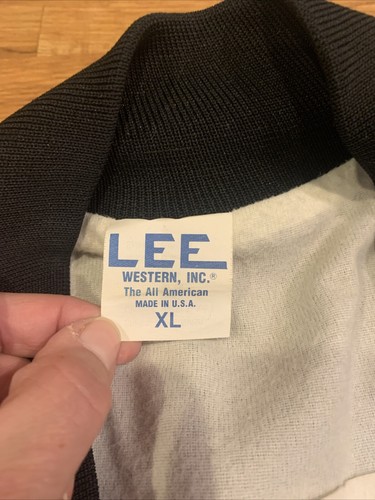 LEE
WESTERN, INC.®
The All American
MADE IN U.S.A.
XL